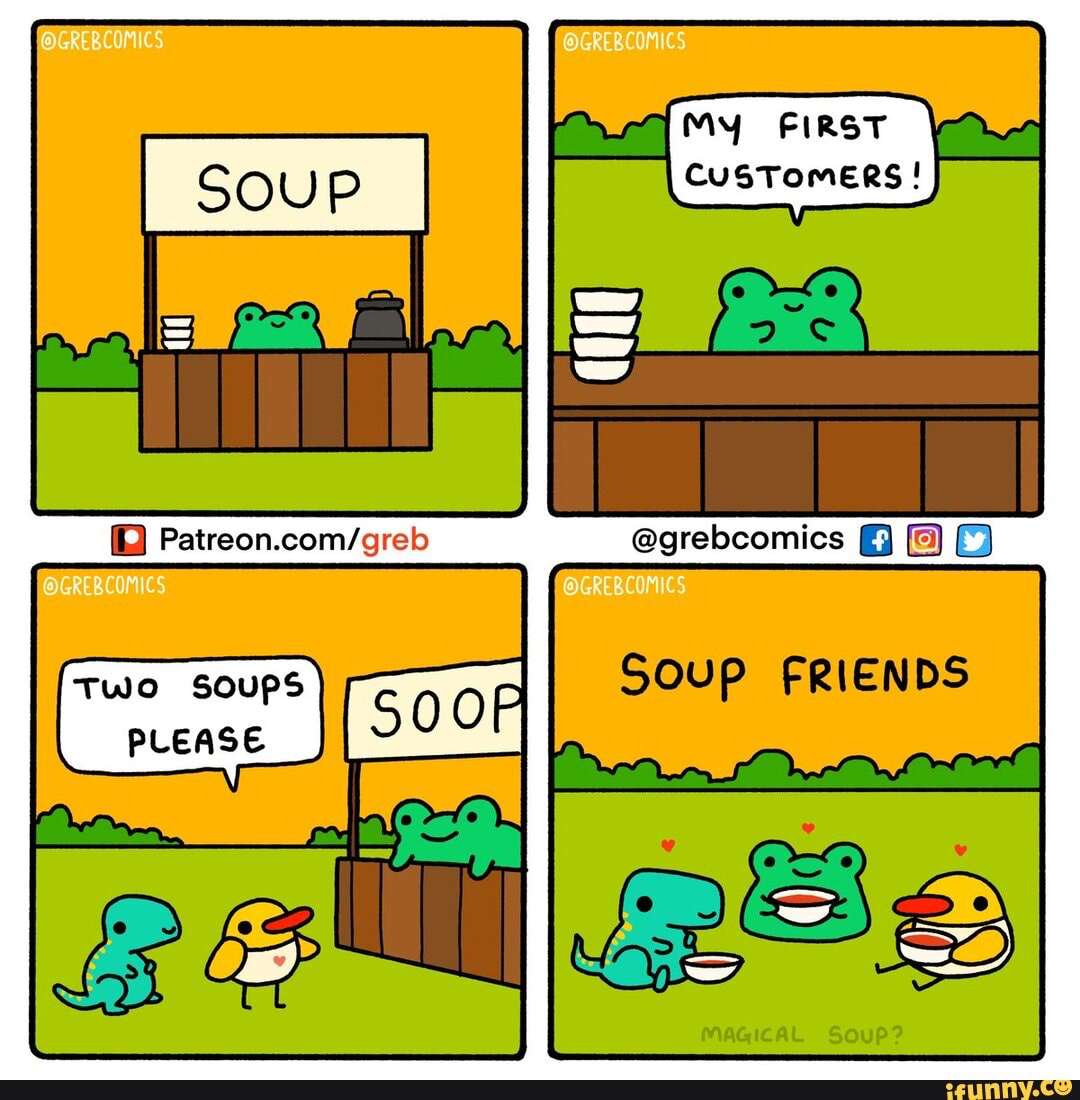 @GREBCOMICS
SOUP
@GREBCOMICS
MY FIRST
CUSTOMERS!
Patreon.com/greb
@grebcomics
@GREBCOMICS
TWO SOUPS
PLEASE
SOOP
@GREBCOMICS
SOUP FRIENDS
MAGICAL SOUP?
ifunny.co